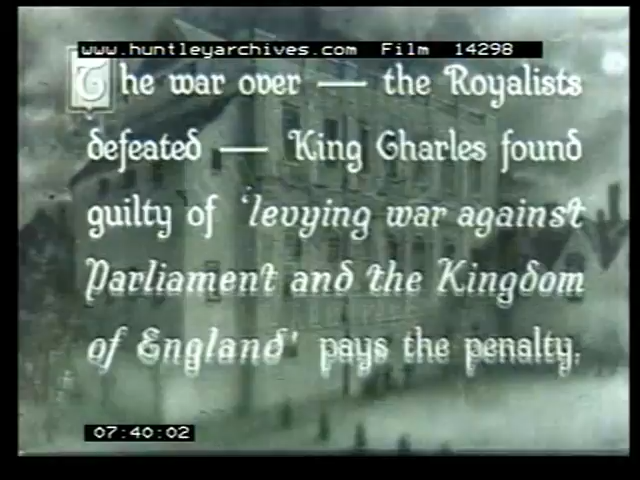 www.huntleyarchives.com Film 14298
The war over — the Royalists
defeated — King Charles found
guilty of 'levying war against
Parliament and the Kingdom
of England' pays the penalty.
07:40:02